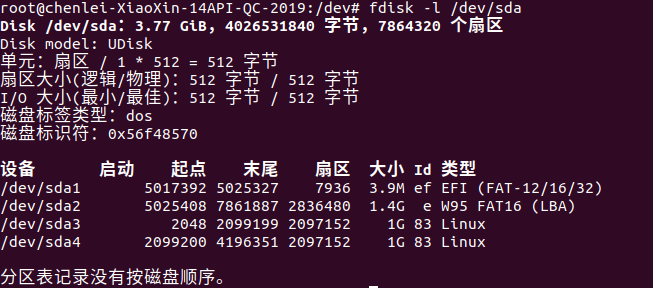 root@chenlei-XiaoXin-14API-QC-2019:/dev# fdisk -l /dev/sda
Disk /dev/sda：3.77 GiB，4026531840 字节，7864320 个扇区
Disk model: UDisk
单元：扇区 / 1 * 512 = 512 字节
扇区大小(逻辑/物理)：512 字节 / 512 字节
I/O 大小(最小/最佳)：512 字节 / 512 字节
磁盘标签类型：dos
磁盘标识符：0x56f48570
设备 启动 起点 末尾 扇区 大小 Id 类型
/dev/sda1 5017392 5025327 7936 3.9M ef EFI (FAT-12/16/32)
/dev/sda2 5025408 7861887 2836480 1.4G e W95 FAT16 (LBA)
/dev/sda3 2048 2099199 2097152 1G 83 Linux
/dev/sda4 2099200 4196351 2097152 1G 83 Linux
分区表记录没有按磁盘顺序。